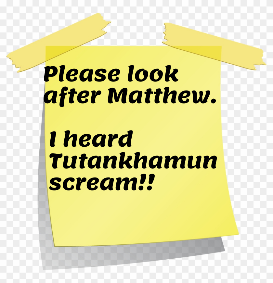 Please look
after Matthew.
I heard
Tutankhamun
scream!!